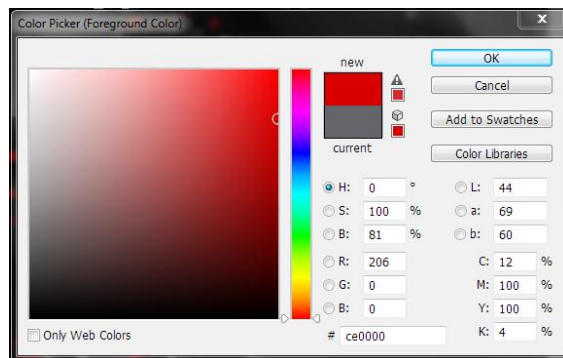 Color Picker (Foreground Color)
x
new
current
OK
Cancel
Add to Swatches
Color Libraries
H: 0 °
S: 100 %
B: 81 %
R: 206
G: 0
B: 0
# ce0000
L: 44
a: 69
b: 60
C: 12 %
M: 100 %
Y: 100 %
K: 4 %
Only Web Colors